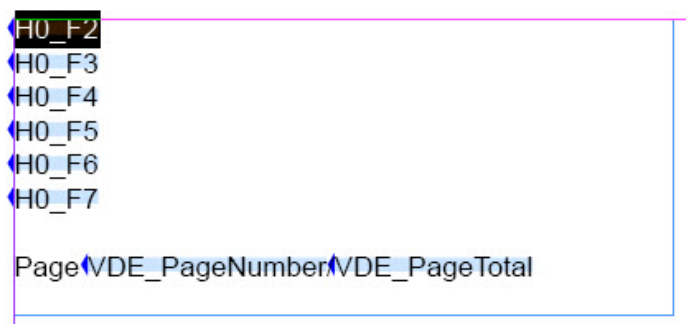 H0_F2
H0_F3
H0_F4
H0_F5
H0_F6
H0_F7
Page VDE_PageNumber/VDE_PageTotal